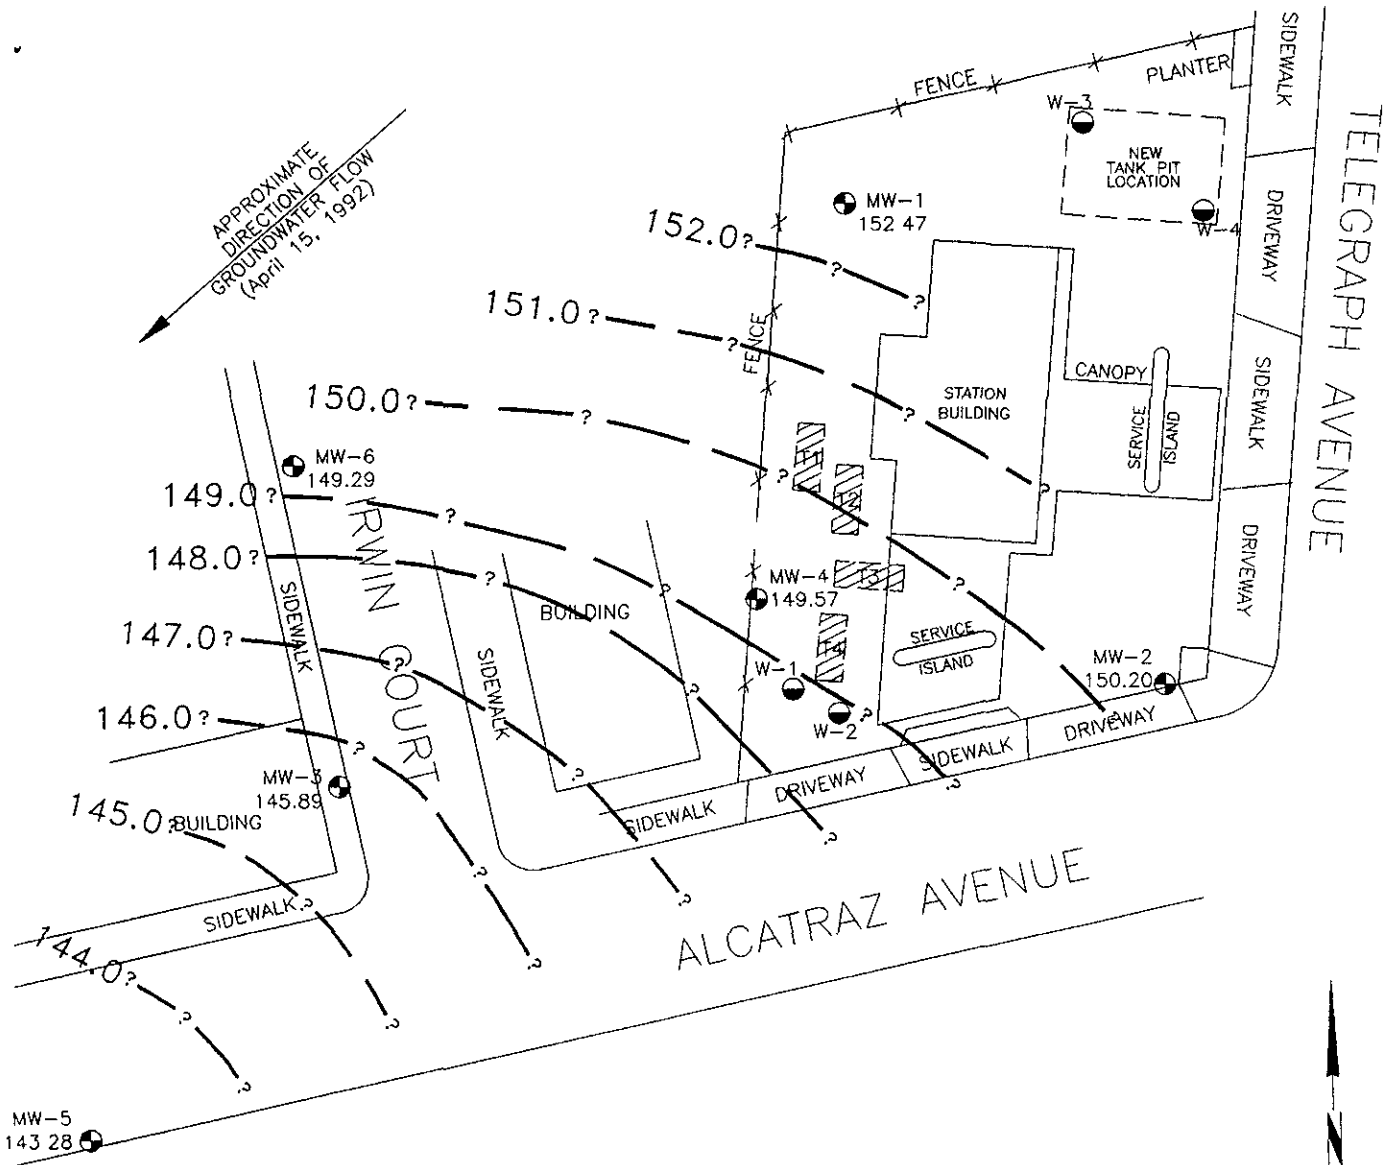 SIDEWALK
FENCE
PLANTER
W-3
NEW
TANK PIT
LOCATION
TELEGRAPH AVENUE
APPROXIMATE
DIRECTION OF
GROUNDWATER FLOW
(April 15, 1992)
MW-1
152 47
W-4
DRIVEWAY
152.0?
? ?
151.0?
? ? ?
FENCE
CANOPY
STATION
BUILDING
SERVICE
ISLAND
SIDEWALK
150.0?
? ? ? ?
T1
T2
MW-6
149.29
149.0?
? ? ? ?
IRWIN COURT
DRIVEWAY
148.0?
? ? ?
SIDEWALK
BUILDING
MW-4
149.57
T3
T4
SERVICE
ISLAND
147.0?
? ? ?
SIDEWALK
W-1
W-2
MW-2
150.20
DRIVEWAY
SIDEWALK
DRIVEWAY
SIDEWALK
146.0?
? ? ?
MW-3
145.89
145.0?
? ?
BUILDING
SIDEWALK
ALCATRAZ AVENUE
144.0?
? ?
MW-5
143 28
N